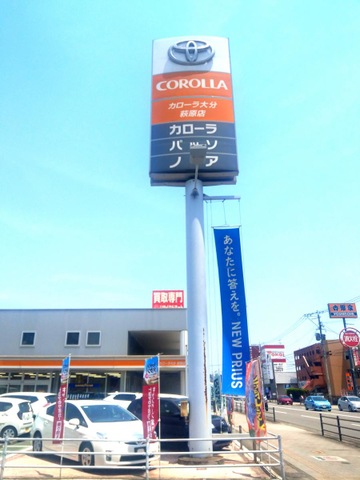 COROLLA
カローラ大分
萩原店
カローラ
パッソ
ノア
あなたに答えを。NEW PRIUS
買取専門